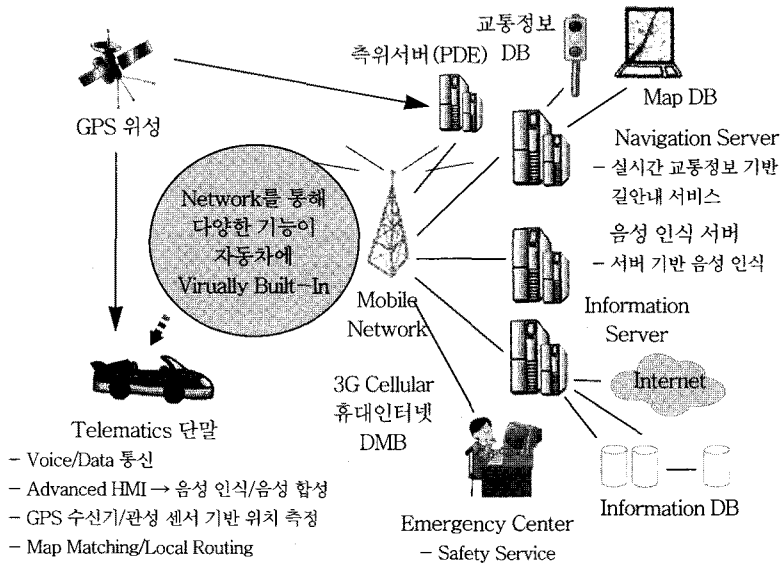 교통정보
측위서버(PDE) DB
GPS 위성
Map DB
Navigation Server
- 실시간 교통정보 기반
길안내 서비스
Network를 통해
다양한 기능이
자동차에
Virually Built-In
음성 인식 서버
- 서버 기반 음성 인식
Mobile
Network
Information
Server
3G Cellular
휴대인터넷
DMB
Internet
Telematics 단말
- Voice/Data 통신
- Advanced HMI → 음성 인식/음성 합성
- GPS 수신기/관성 센서 기반 위치 측정
- Map Matching/Local Routing
Information DB
Emergency Center
- Safety Service